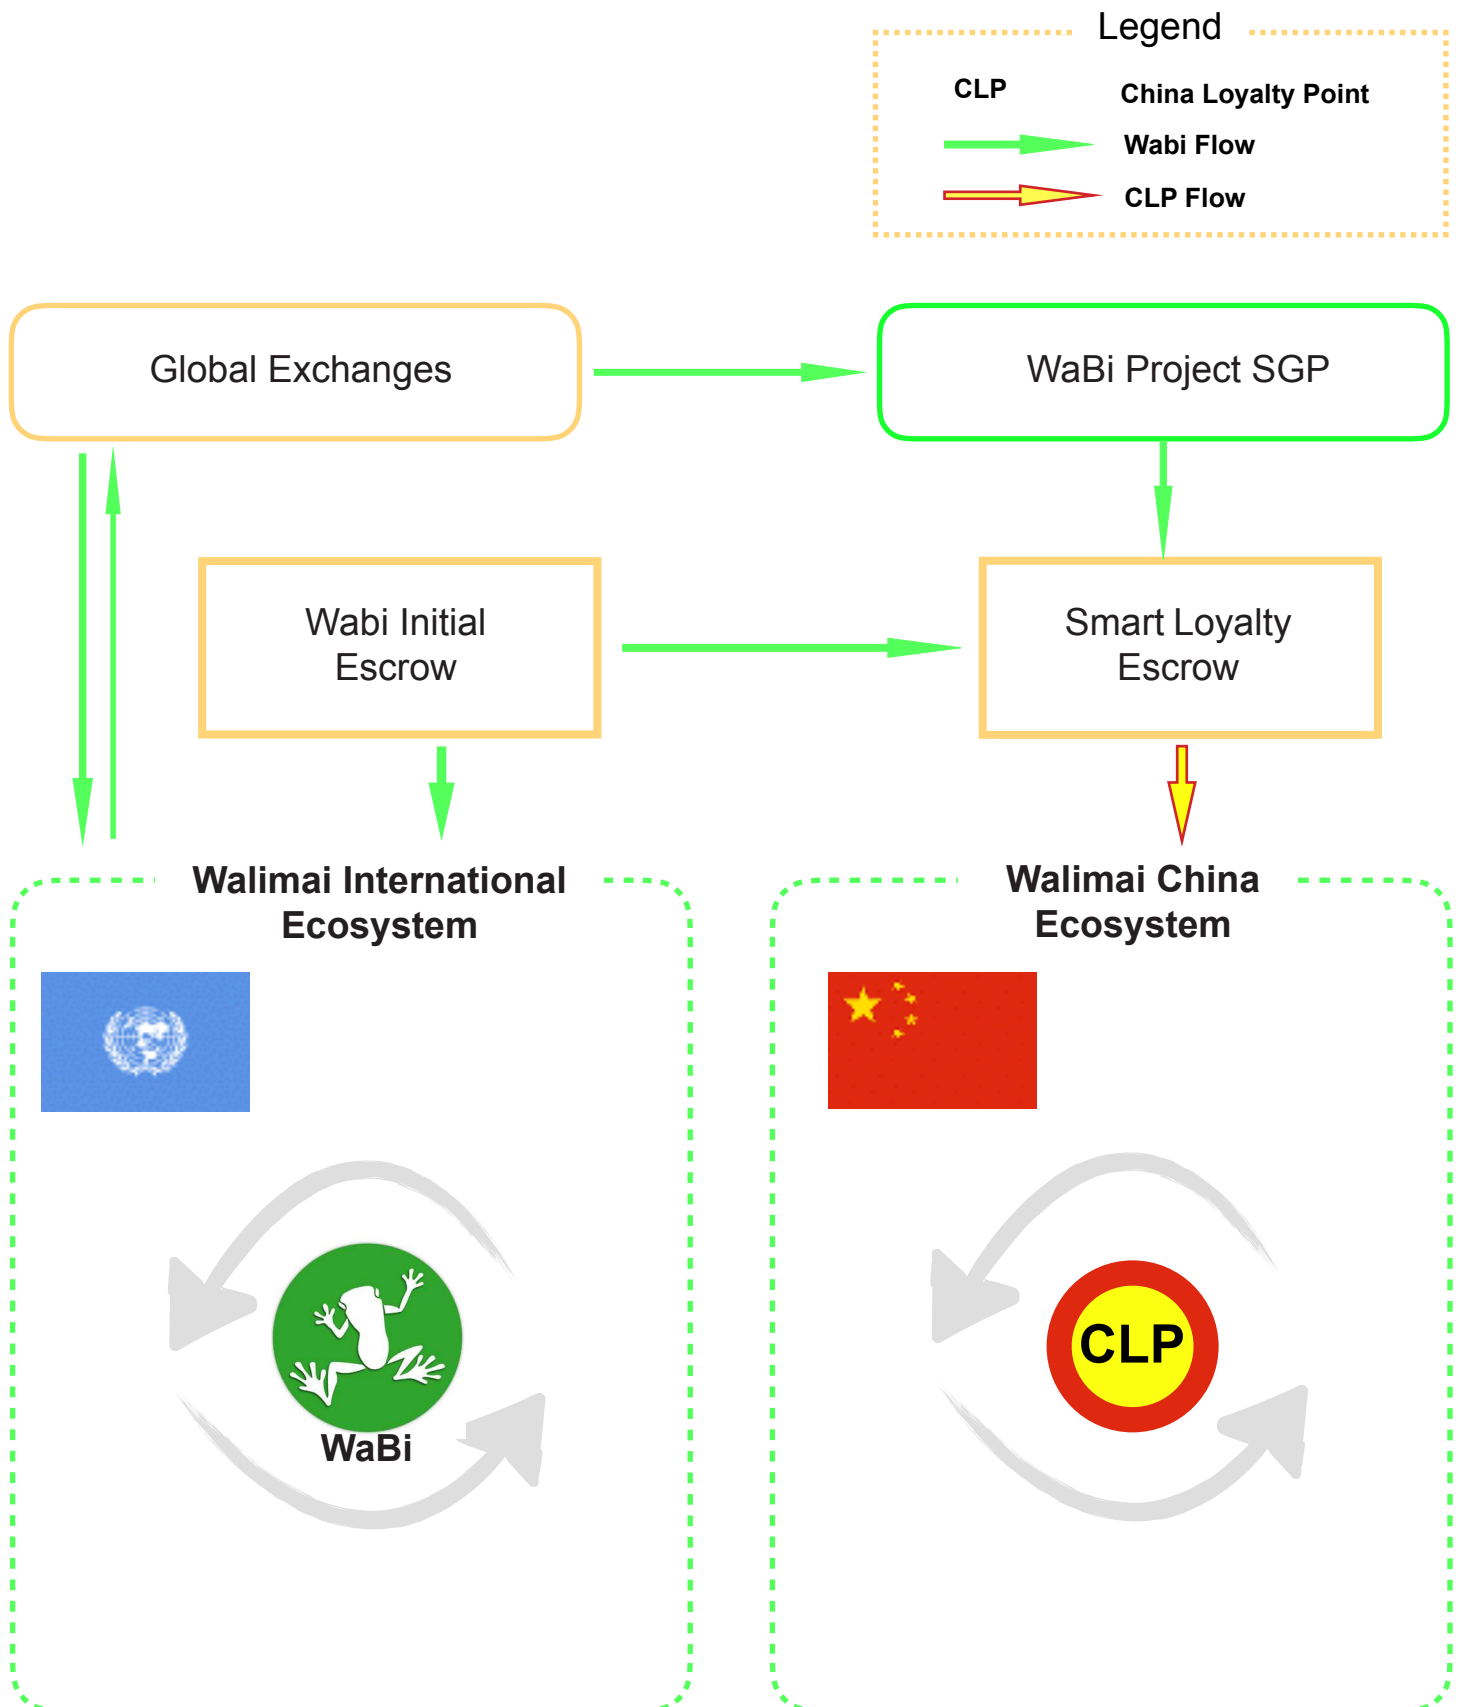 Legend
CLP China Loyalty Point
Wabi Flow
CLP Flow
Global Exchanges
WaBi Project SGP
Wabi Initial
Escrow
Smart Loyalty
Escrow
Walimai International
Ecosystem
Walimai China
Ecosystem
WaBi
CLP